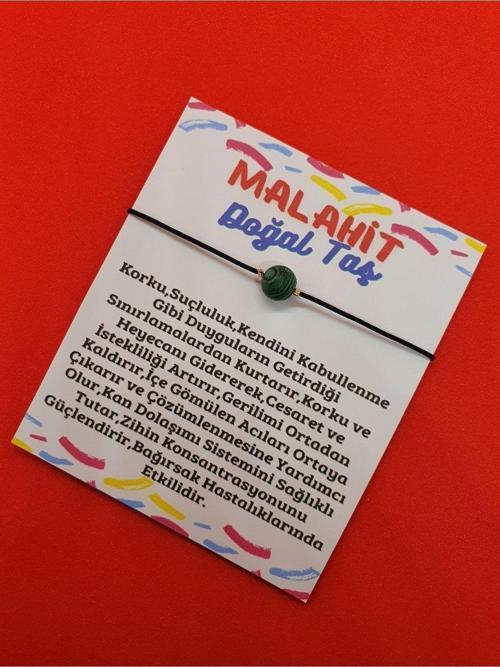 MALAHİT
Doğal Taş
Korku,Suçluluk,Kendini Kabullenme
Gibi Duyguların Getirdiği
Sınırlamalardan Kurtarır,Korku ve
Heyecanı Gidererek,Cesaret ve
İstekliliği Artırır,Gerilimi Ortadan
Kaldırır,İçe Gömülen Acıları Ortaya
Çıkarır ve Çözümlenmesine Yardımcı
Olur,Kan Dolaşımı Sistemini Sağlıklı
Tutar,Zihin Konsantrasyonunu
Güçlendirir,Bağırsak Hastalıklarında
Etkilidir.